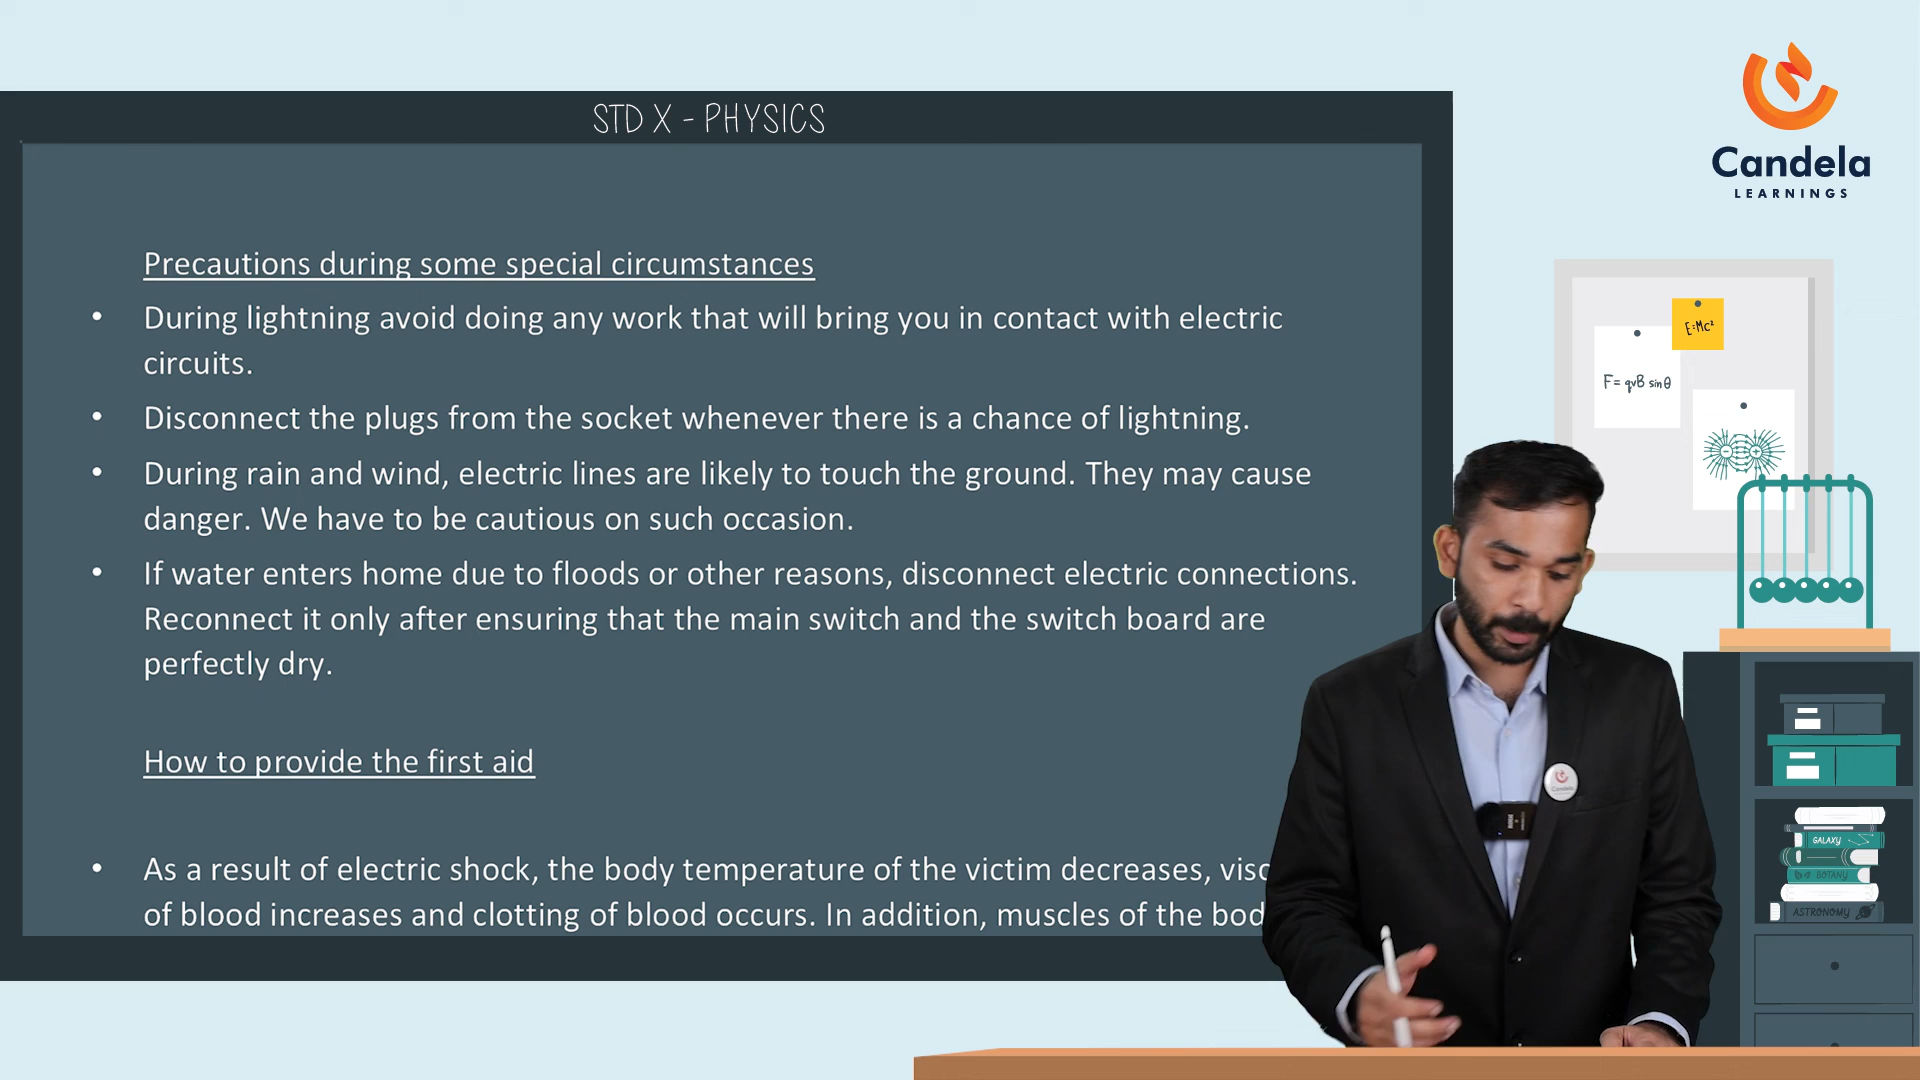 STD X - PHYSICS
Candela
LEARNINGS
Precautions during some special circumstances
• During lightning avoid doing any work that will bring you in contact with electric
circuits.
• Disconnect the plugs from the socket whenever there is a chance of lightning.
• During rain and wind, electric lines are likely to touch the ground. They may cause
danger. We have to be cautious on such occasion.
• If water enters home due to floods or other reasons, disconnect electric connections.
Reconnect it only after ensuring that the main switch and the switch board are
perfectly dry.
How to provide the first aid
• As a result of electric shock, the body temperature of the victim decreases,
of blood increases and clotting of blood occurs. In addition, muscles of the
E=Mc²
F= qvB sinθ
Candela
GALAXY
BOTANY
ASTRONOMY